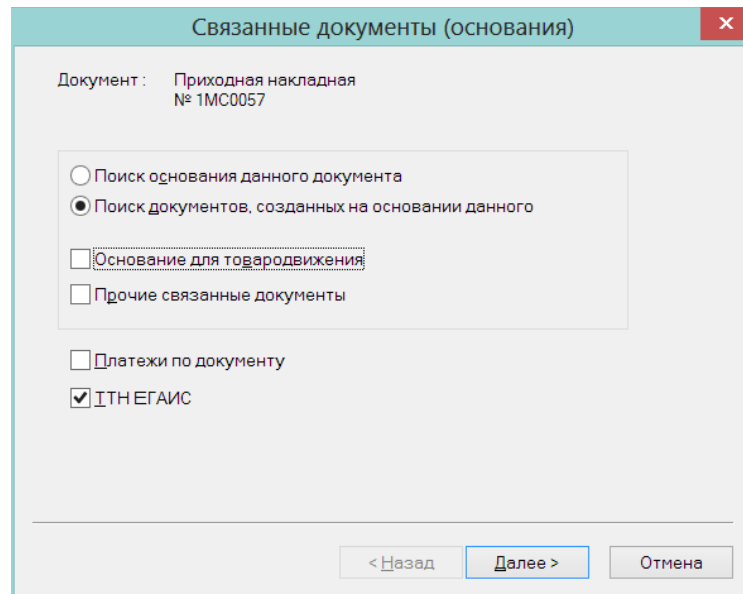 Связанные документы (основания)
Документ : Приходная накладная
№ 1МС0057
Поиск основания данного документа
Поиск документов, созданных на основании данного
Основание для товародвижения
Прочие связанные документы
Платежи по документу
ТТН ЕГАИС
< Назад Далее > Отмена